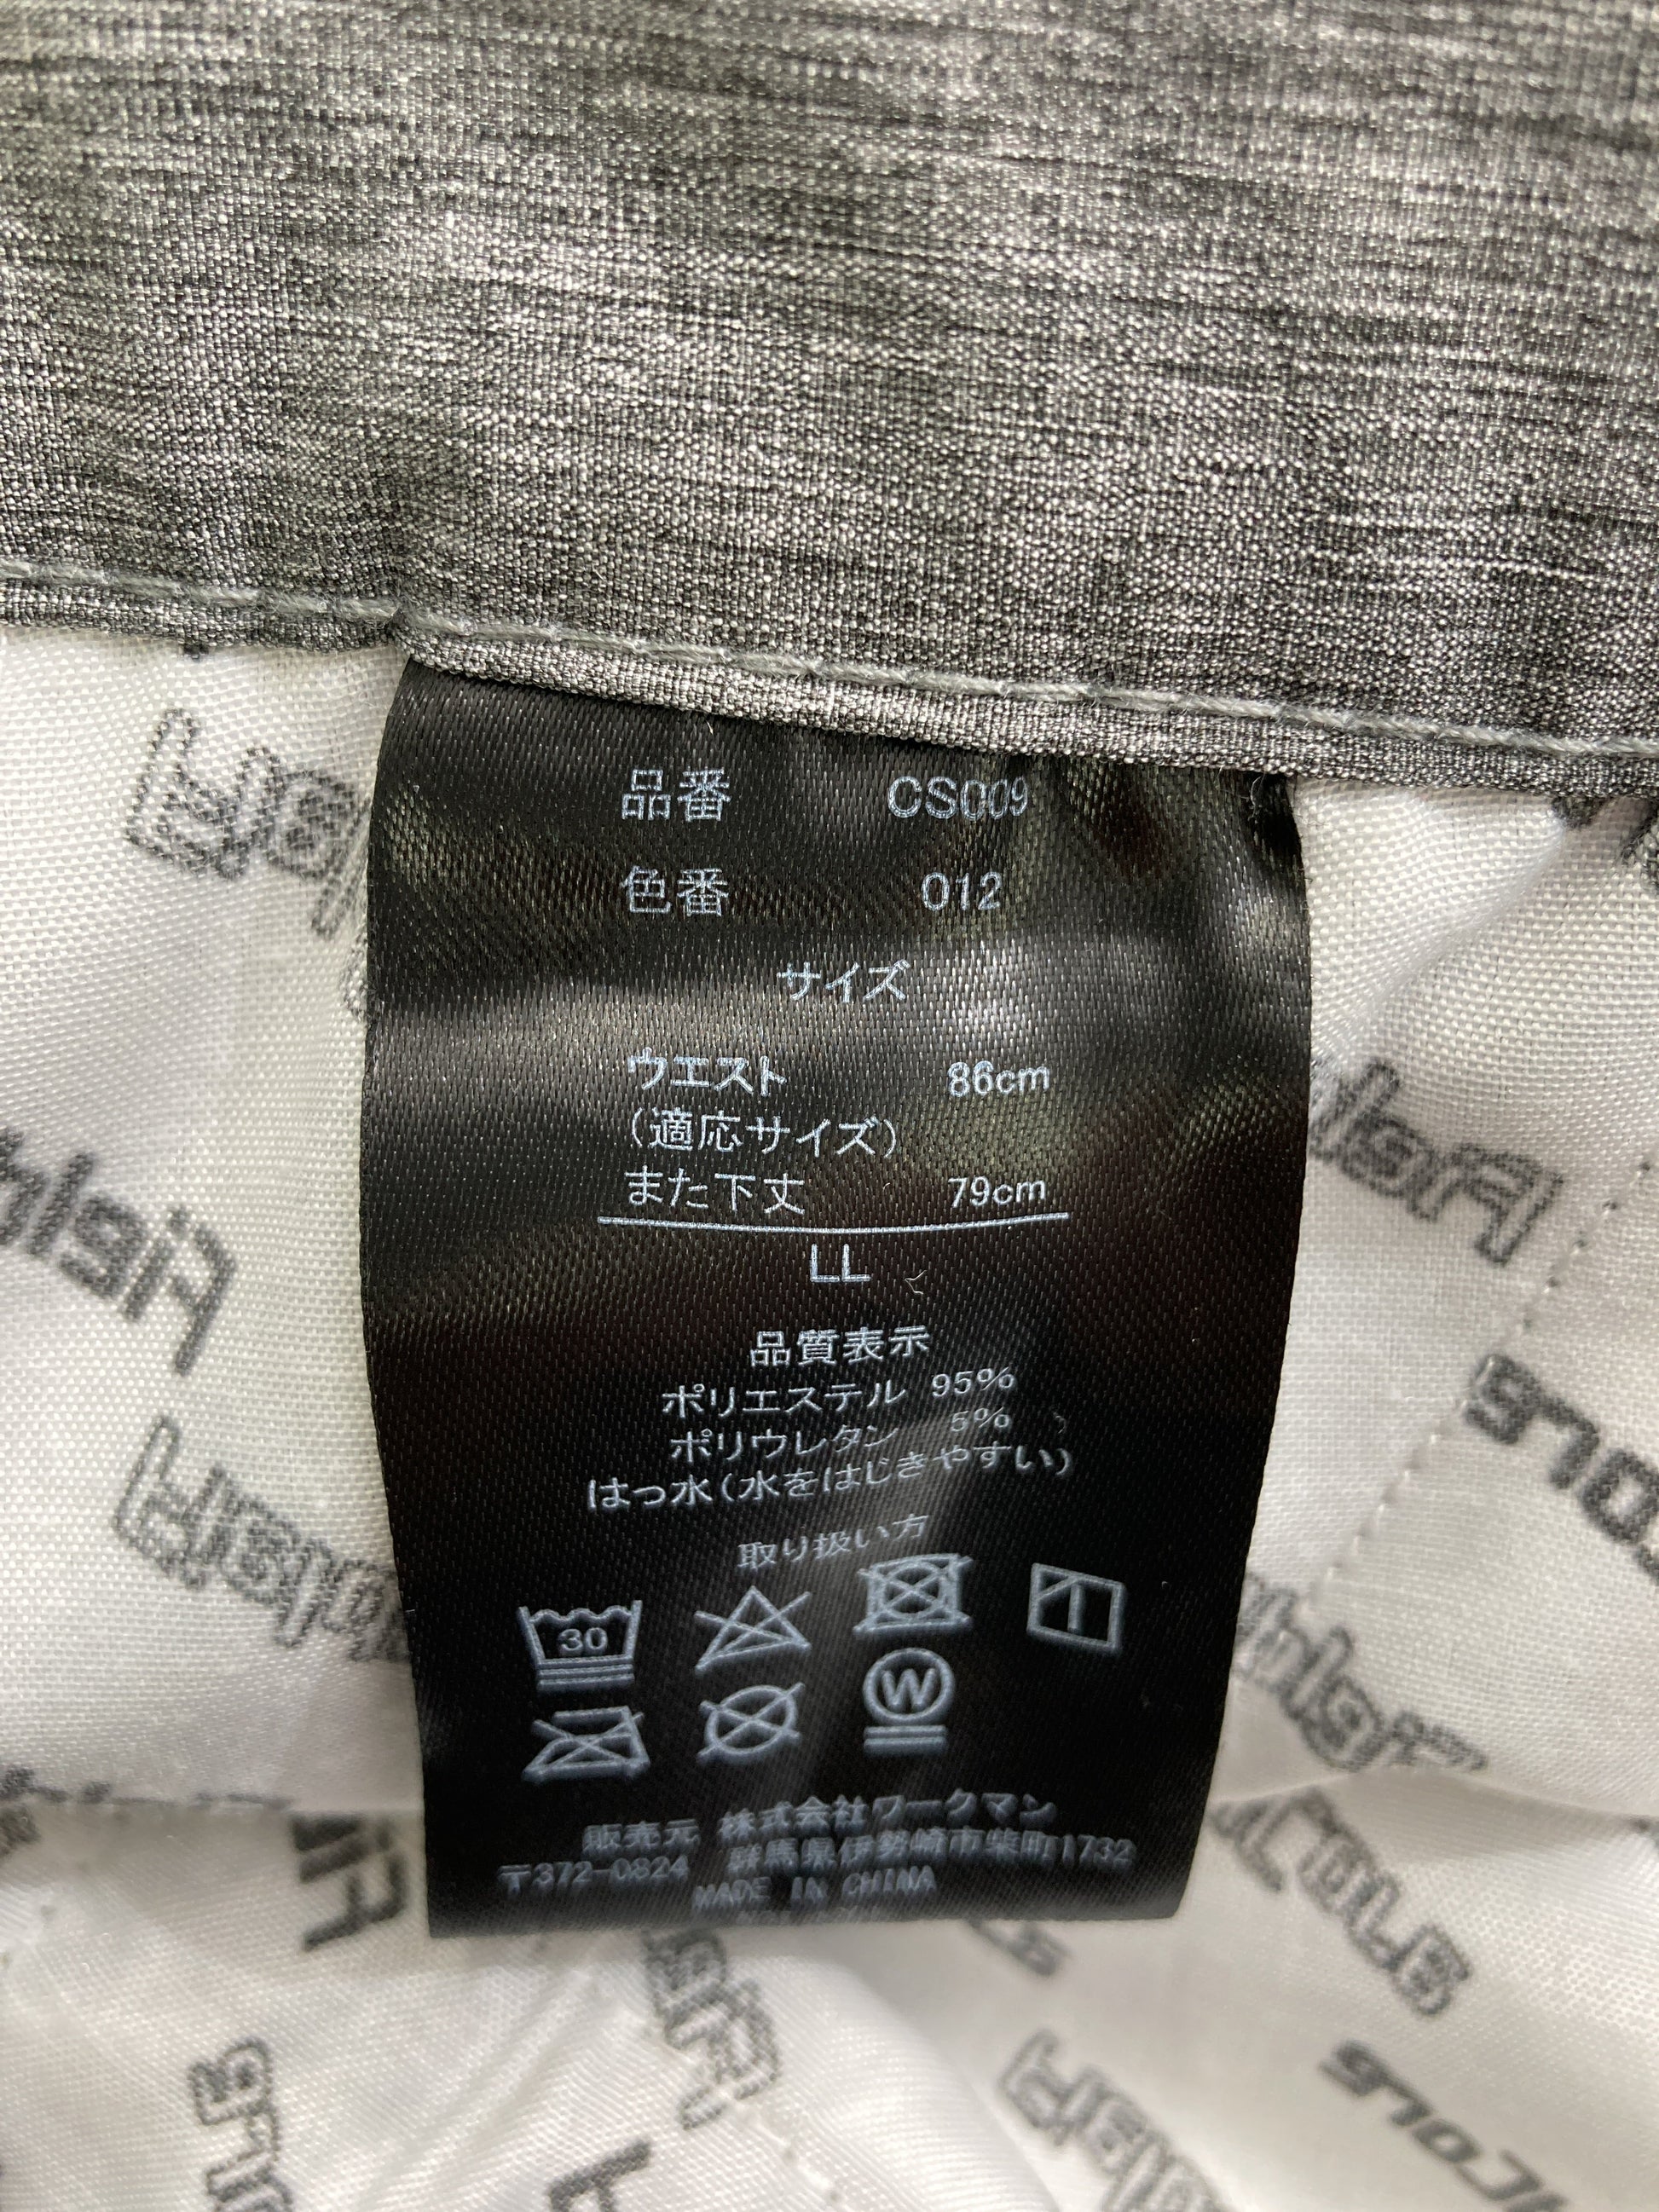 品番 CS009
色番 012
サイズ
ウエスト 86cm
（適応サイズ）
また下丈 79cm
LL
品質表示
ポリエステル 95%
ポリウレタン 5%
はっ水（水をはじきやすい）
取り扱い方
30
W
販売元 株式会社ワークマン
〒372-0824 群馬県伊勢崎市柴町1732
MADE IN CHINA